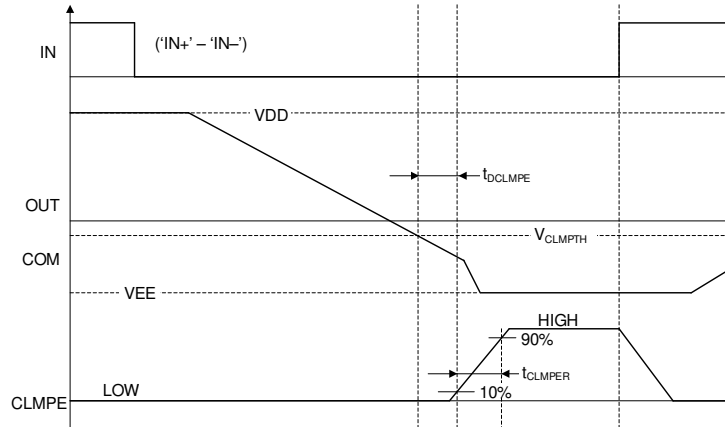 IN
('IN+' – 'IN–')
VDD
tDCLMPE
OUT
VCLMPTH
COM
VEE
HIGH
90%
tCLMPER
LOW
10%
CLMPE